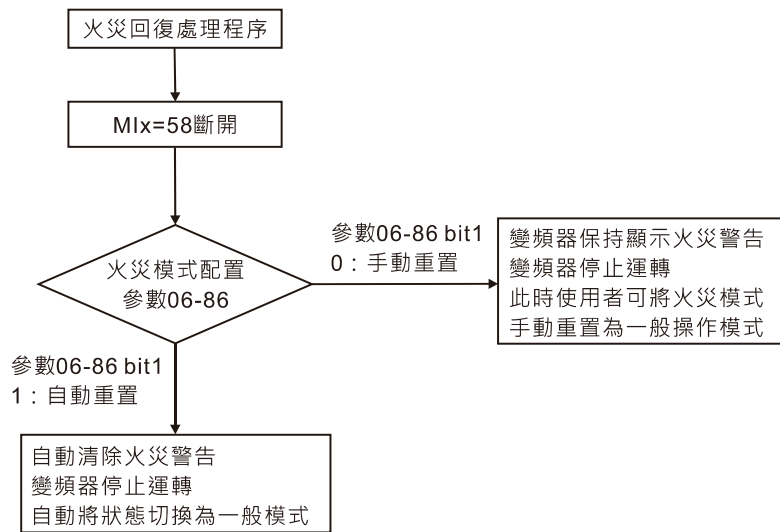 火災回復處理程序
MIx=58斷開
火災模式配置
參數06-86
參數06-86 bit1
0：手動重置
變頻器保持顯示火災警告
變頻器停止運轉
此時使用者可將火災模式
手動重置為一般操作模式
參數06-86 bit1
1：自動重置
自動清除火災警告
變頻器停止運轉
自動將狀態切換為一般模式